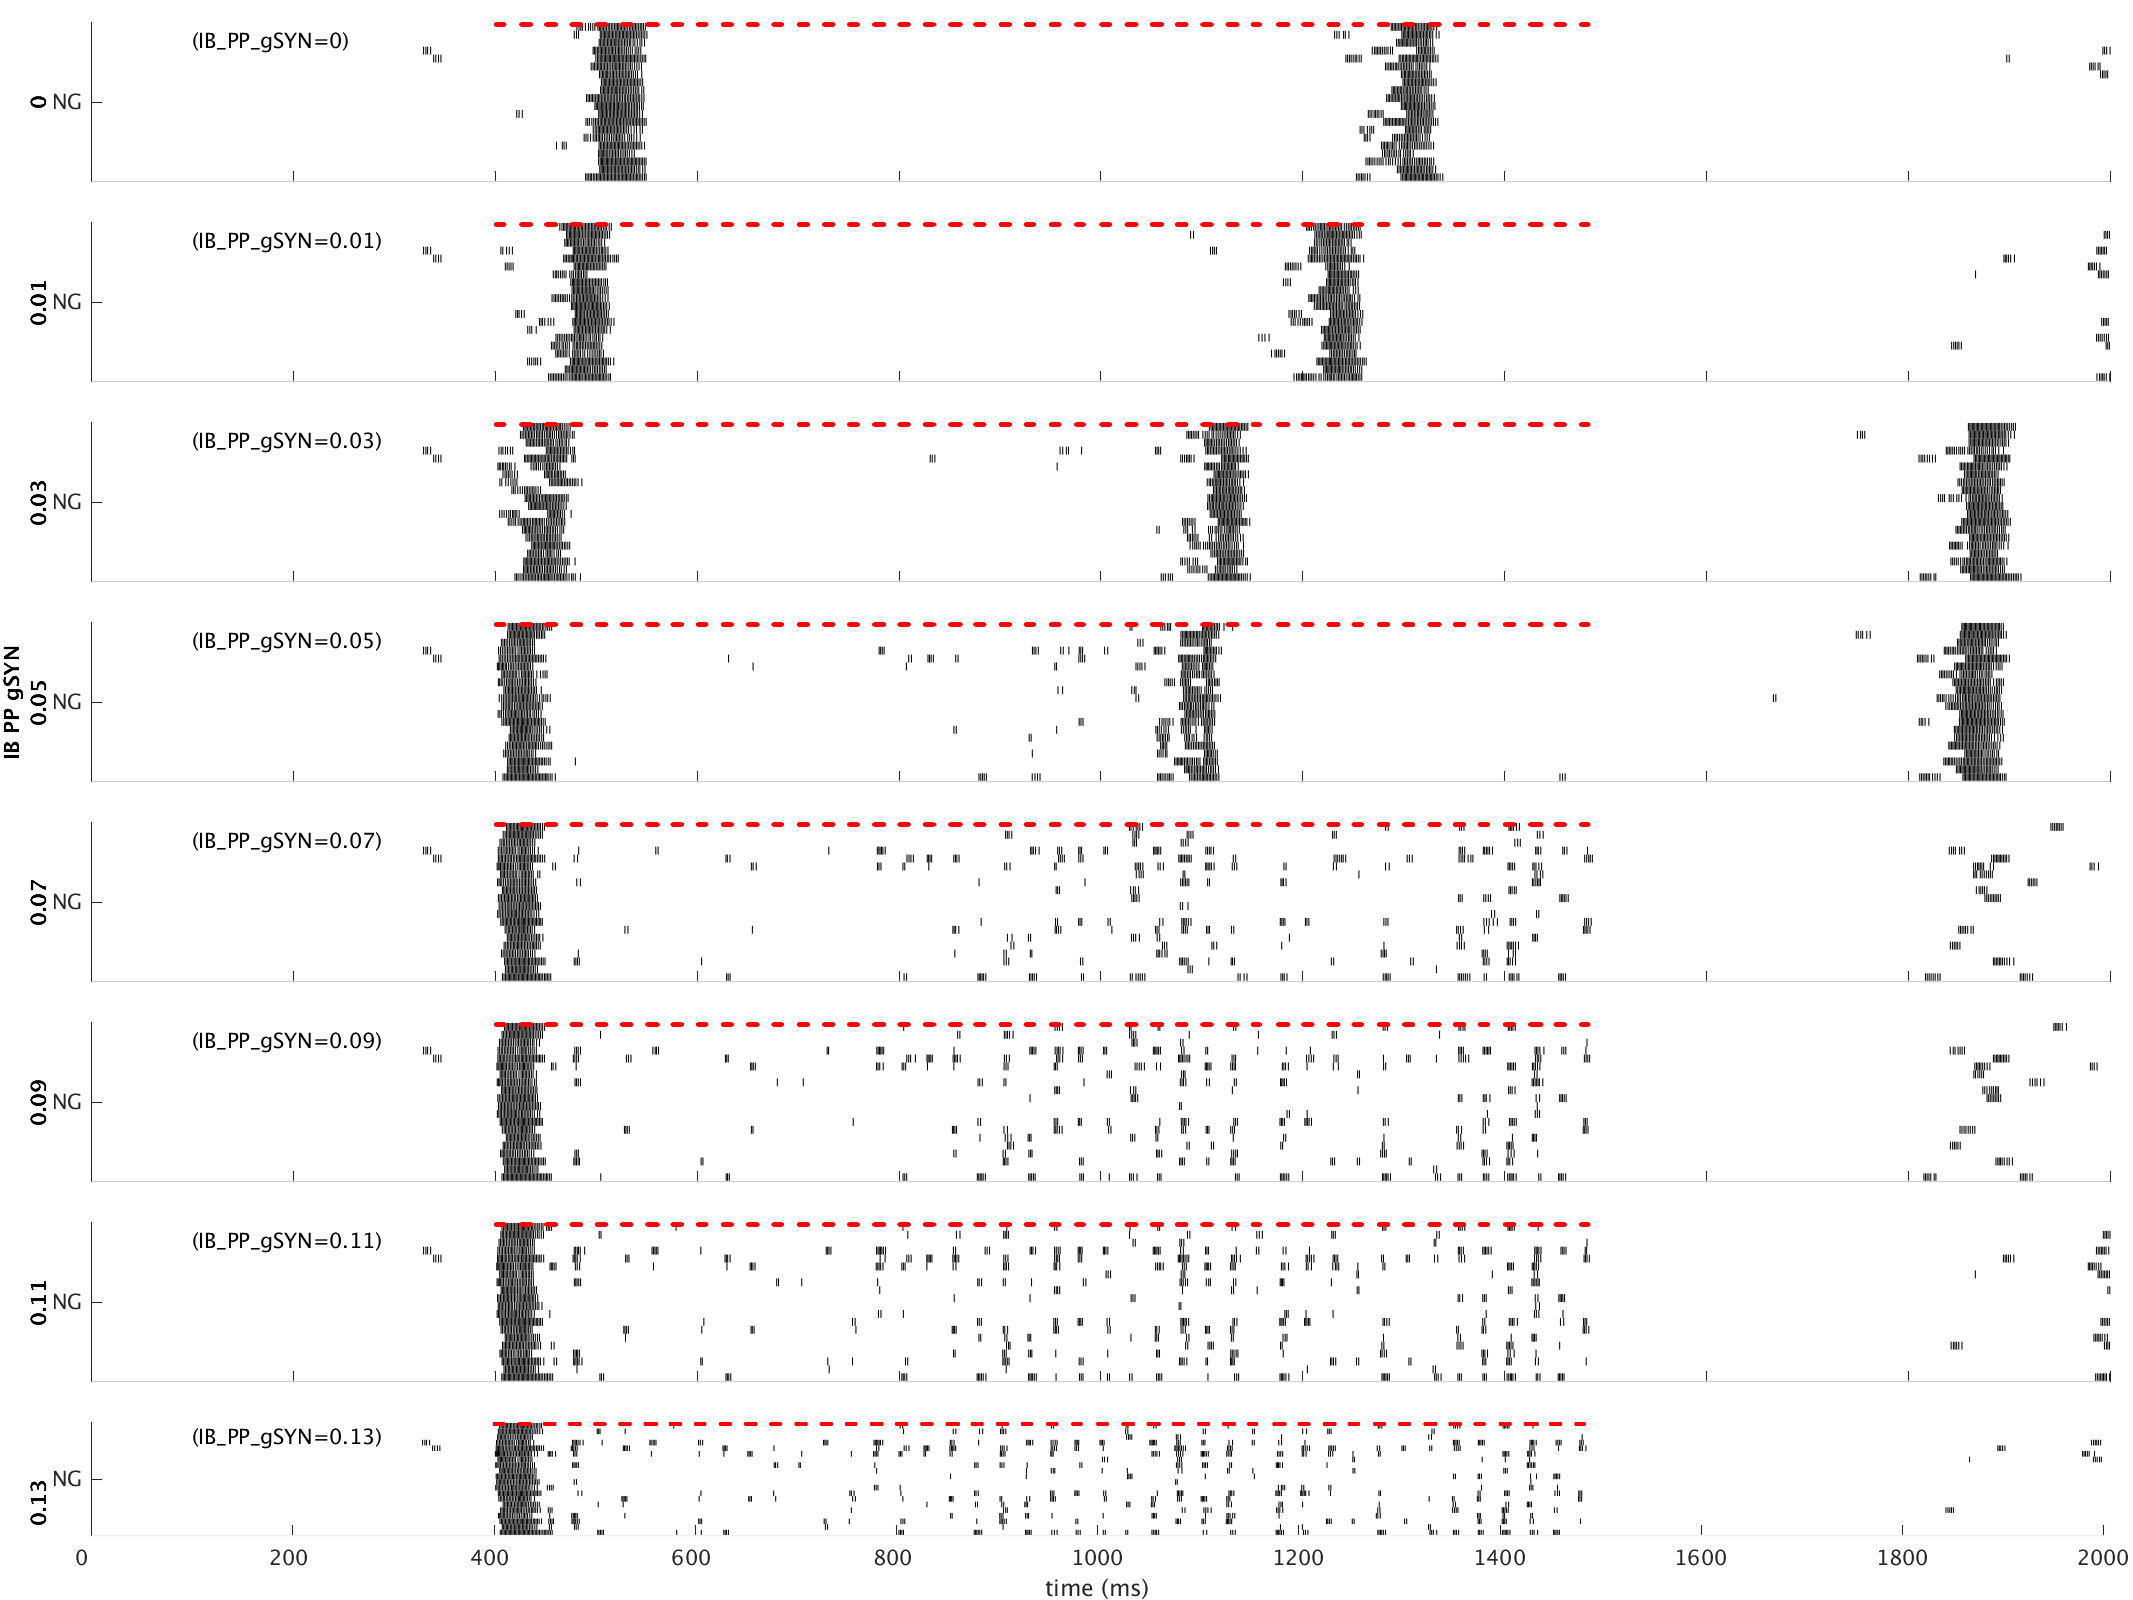 (IB_PP_gSYN=0)
0 NG
(IB_PP_gSYN=0.01)
0.01 NG
(IB_PP_gSYN=0.03)
0.03 NG
(IB_PP_gSYN=0.05)
IB PP gSYN
0.05 NG
(IB_PP_gSYN=0.07)
0.07 NG
(IB_PP_gSYN=0.09)
0.09 NG
(IB_PP_gSYN=0.11)
0.11 NG
(IB_PP_gSYN=0.13)
0.13 NG
0 200 400 600 800 1000 1200 1400 1600 1800 2000
time (ms)